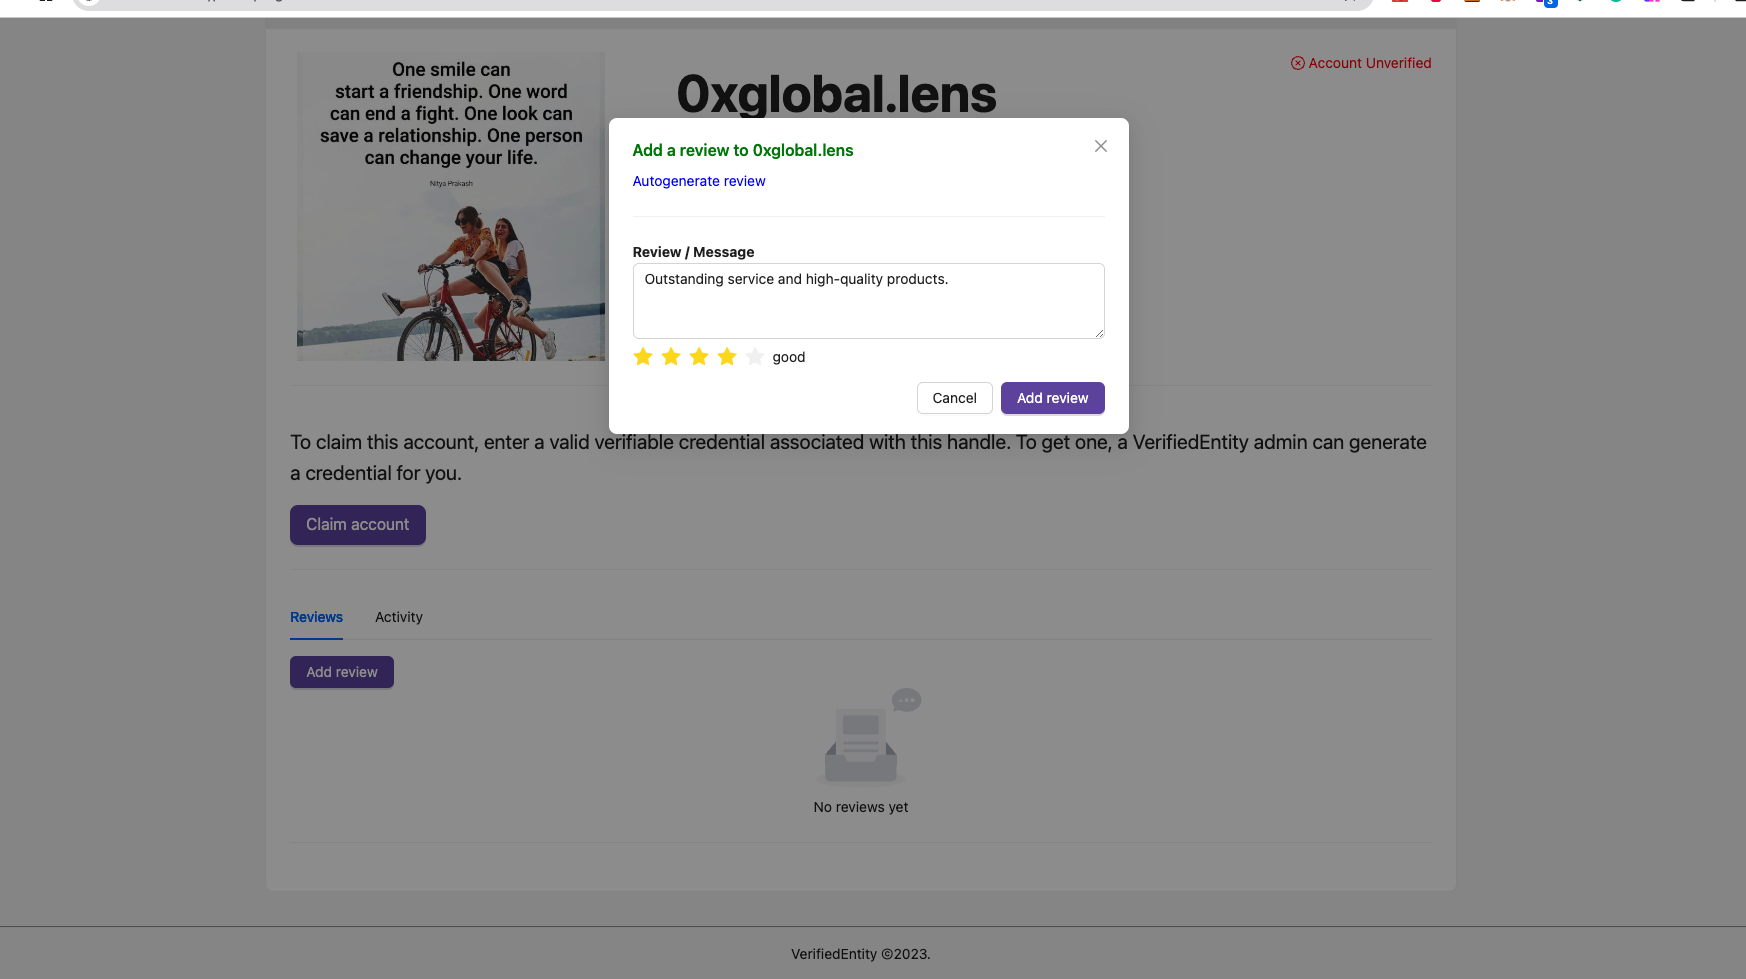 One smile can
start a friendship. One word
can end a fight. One look can
save a relationship. One person
can change your life.
Nitya Prakash
0xglobal.lens
Account Unverified
Add a review to 0xglobal.lens
Autogenerate review
Review / Message
Outstanding service and high-quality products.
good
Cancel
Add review
To claim this account, enter a valid verifiable credential associated with this handle. To get one, a VerifiedEntity admin can generate
a credential for you.
Claim account
Reviews
Activity
Add review
No reviews yet
VerifiedEntity ©2023.
3